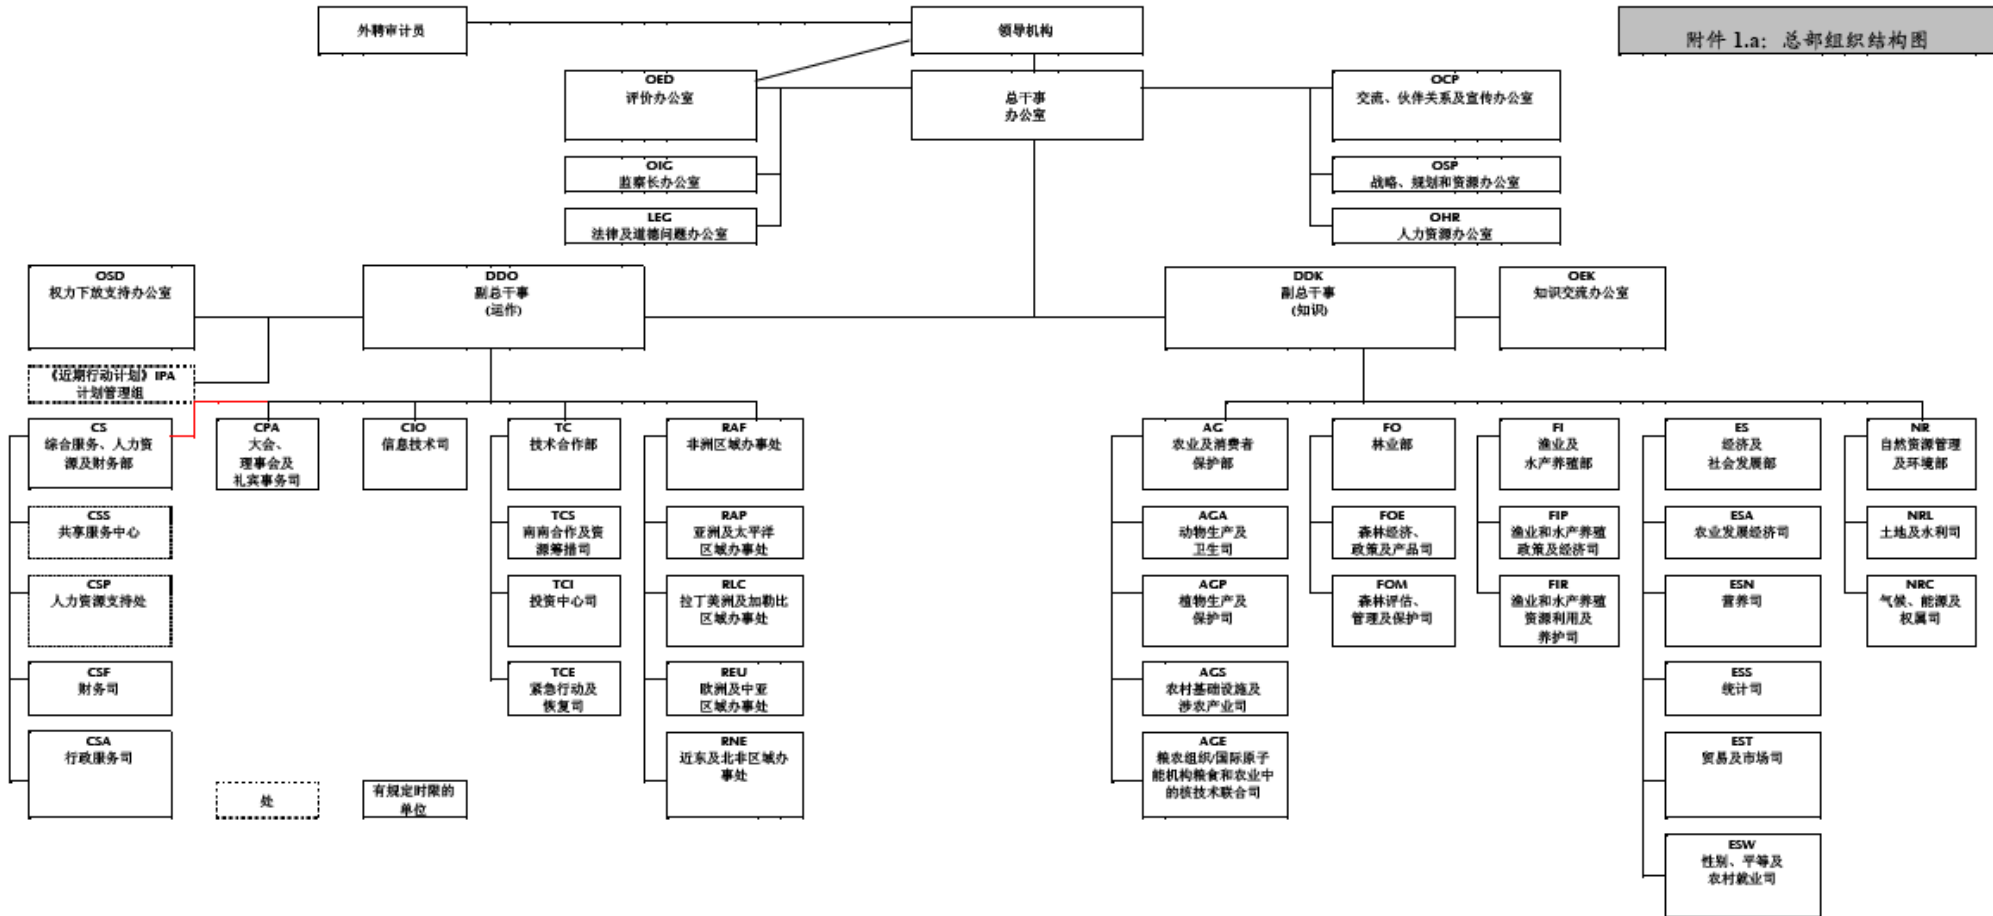 外聘审计员
领导机构
附件 1.a: 总部组织结构图
OED
评价办公室
总干事
办公室
OCP
交流、伙伴关系及宣传办公室
OIG
监察长办公室
OSP
战略、规划和资源办公室
LEG
法律及道德问题办公室
OHR
人力资源办公室
OSD
权力下放支持办公室
DDO
副总干事
(运作)
DDK
副总干事
(知识)
OEK
知识交流办公室
《近期行动计划》IPA
计划管理组
CS
综合服务、人力资
源及财务部
CPA
大会、
理事会及
礼宾事务司
CIO
信息技术司
TC
技术合作部
RAF
非洲区域办事处
AG
农业及消费者
保护部
FO
林业部
FI
渔业及
水产养殖部
ES
经济及
社会发展部
NR
自然资源管理
及环境部
CSS
共享服务中心
TCS
南南合作及资
源筹措司
RAP
亚洲及太平洋
区域办事处
AGA
动物生产及
卫生司
FOE
森林经济、
政策及产品司
FIP
渔业和水产养殖
政策及经济司
ESA
农业发展经济司
NRL
土地及水利司
CSP
人力资源支持处
TCI
投资中心司
RLC
拉丁美洲及加勒比
区域办事处
AGP
植物生产及
保护司
FOM
森林评估、
管理及保护司
FIR
渔业和水产养殖
资源利用及
养护司
ESN
营养司
NRC
气候、能源及
权属司
CSF
财务司
TCE
紧急行动及
恢复司
REU
欧洲及中亚
区域办事处
AGS
农村基础设施及
涉农产业司
ESS
统计司
CSA
行政服务司
RNE
近东及北非区域办
事处
AGE
粮农组织/国际原子
能机构粮食和农业中
的核技术联合司
EST
贸易及市场司
处
有规定时限的
单位
ESW
性别、平等及
农村就业司